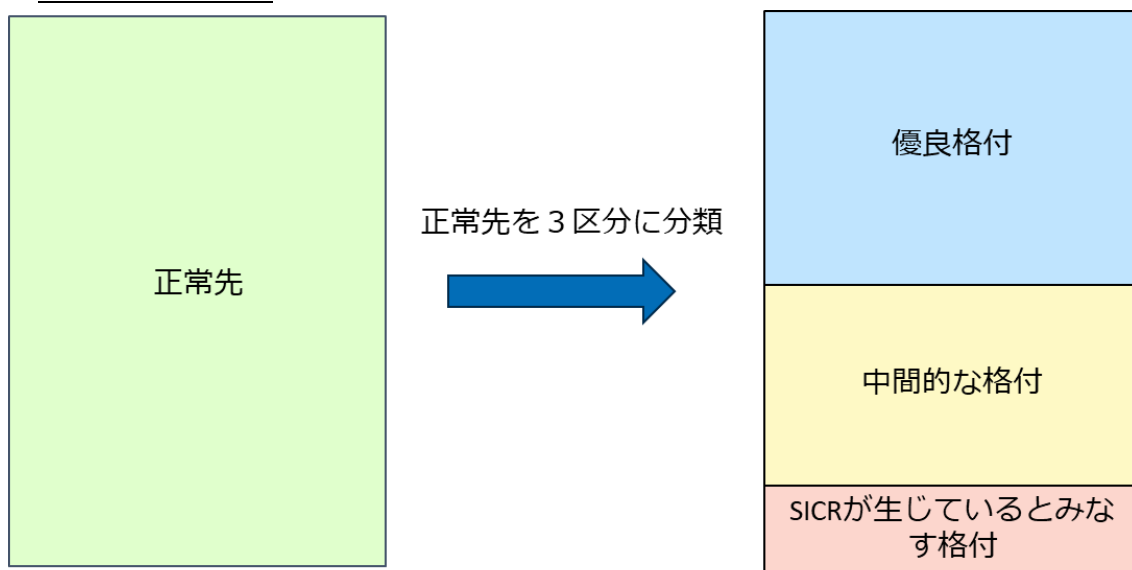 正常先
正常先を３区分に分類
優良格付
中間的な格付
SICRが生じているとみな
す格付